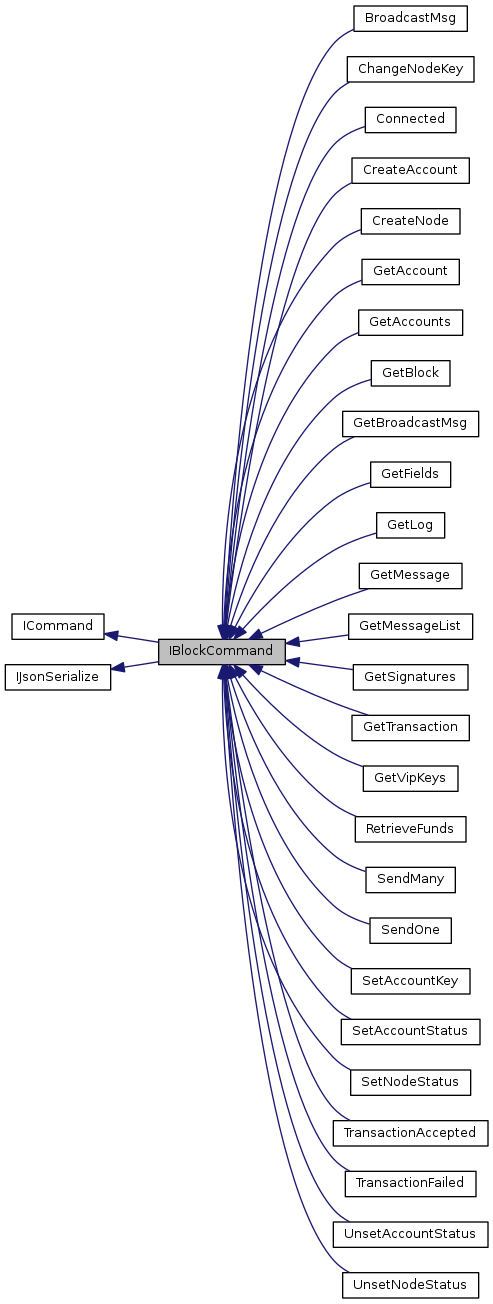 BroadcastMsg
ChangeNodeKey
Connected
CreateAccount
CreateNode
GetAccount
GetAccounts
GetBlock
GetBroadcastMsg
GetFields
GetLog
GetMessage
ICommand
GetMessageList
IBlockCommand
IJsonSerialize
GetSignatures
GetTransaction
GetVipKeys
RetrieveFunds
SendMany
SendOne
SetAccountKey
SetAccountStatus
SetNodeStatus
TransactionAccepted
TransactionFailed
UnsetAccountStatus
UnsetNodeStatus